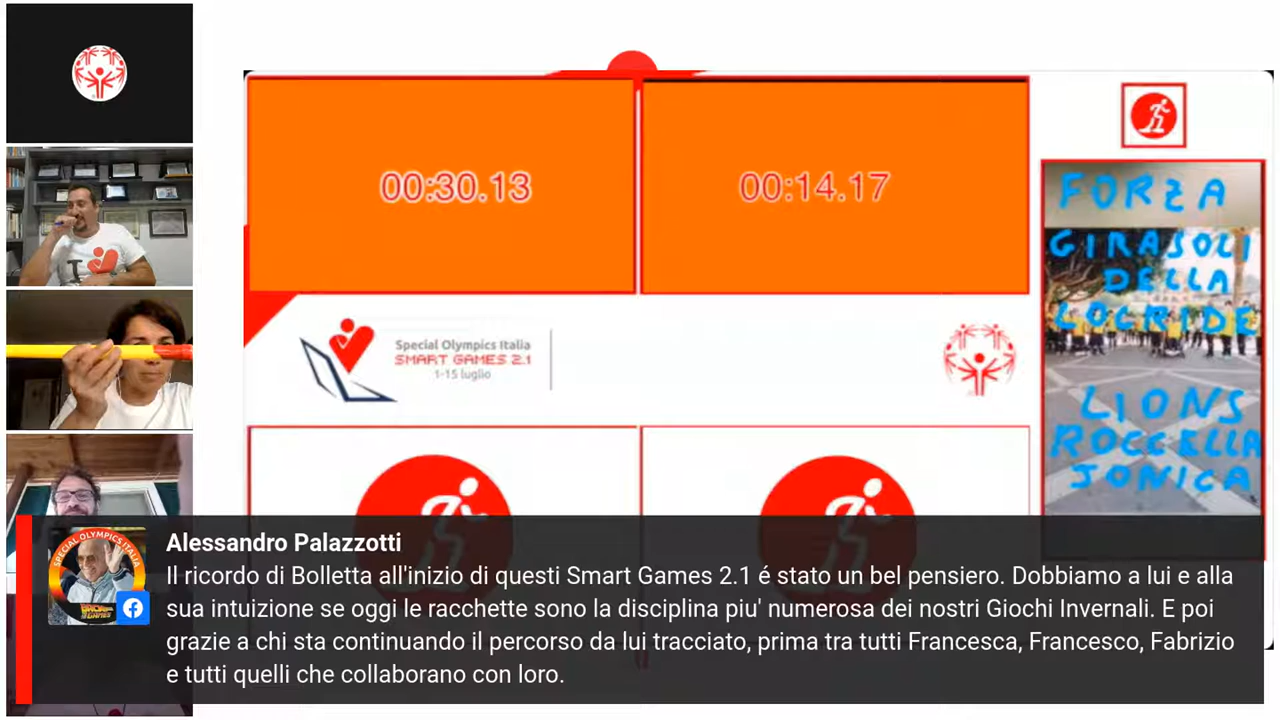 00:30.13
00:14.17
Special Olympics Italia
SMART GAMES 2.1
1-15 luglio
FORZA
GIRASOLI
DELLA
LOCRIDE
LIONS
ROCCELLA
JONICA
I
SPECIAL OLYMPICS ITALIA
Alessandro Palazzotti
Il ricordo di Bolletta all'inizio di questi Smart Games 2.1 é stato un bel pensiero. Dobbiamo a lui e alla
sua intuizione se oggi le racchette sono la disciplina piu' numerosa dei nostri Giochi Invernali. E poi
grazie a chi sta continuando il percorso da lui tracciato, prima tra tutti Francesca, Francesco, Fabrizio
e tutti quelli che collaborano con loro.